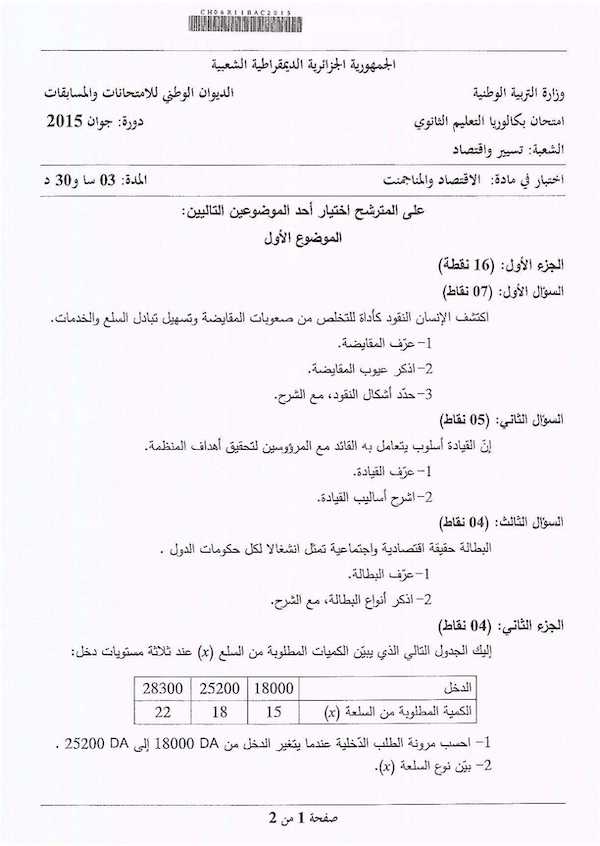 CH06R11BAC2015
الجمهورية الجزائرية الديمقراطية الشعبية
وزارة التربية الوطنية الديوان الوطني للامتحانات والمسابقات
امتحان بكالوريا التعليم الثانوي دورة: جوان 2015
الشعبة: تسيير واقتصاد
اختبار في مادة: الاقتصاد والمناجمنت المدة: 03 سا و30 د
على المترشح اختيار أحد الموضوعين التاليين:
الموضوع الأول
الجزء الأول: (16 نقطة)
السؤال الأول: (07 نقاط)
اكتشف الإنسان النقود كأداة للتخلص من صعوبات المقايضة وتسهيل تبادل السلع والخدمات.
1- عرّف المقايضة.
2- اذكر عيوب المقايضة.
3- حدّد أشكال النقود، مع الشرح.
السؤال الثاني: (05 نقاط)
إنّ القيادة أسلوب يتعامل به القائد مع المرؤوسين لتحقيق أهداف المنظمة.
1- عرّف القيادة.
2- اشرح أساليب القيادة.
السؤال الثالث: (04 نقاط)
البطالة حقيقة اقتصادية واجتماعية تمثل انشغالا لكل حكومات الدول .
1- عرّف البطالة.
2- اذكر أنواع البطالة، مع الشرح.
الجزء الثاني: (04 نقاط)
إليك الجدول التالي الذي يبيّن الكميات المطلوبة من السلع (x) عند ثلاثة مستويات دخل:
الدخل 18000 25200 28300
الكمية المطلوبة من السلعة (x) 15 18 22
1- احسب مرونة الطلب الدّخلية عندما يتغير الدخل من 18000 DA إلى 25200 DA .
2- بيّن نوع السلعة (x).
صفحة 1 من 2